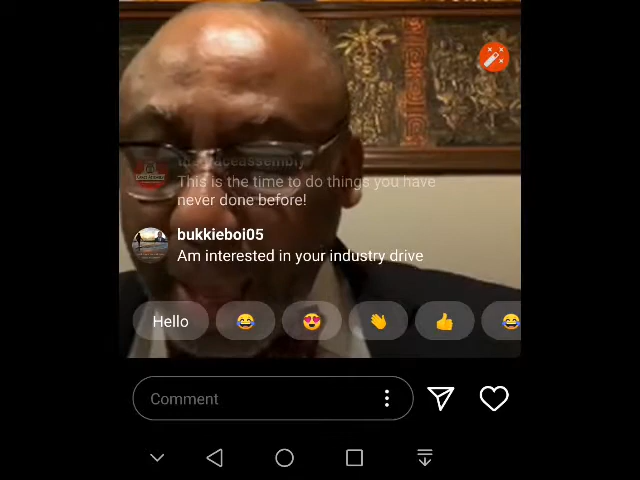 This is the time to do things you have
never done before!
bukkieboi05
Am interested in your industry drive
Hello
Comment